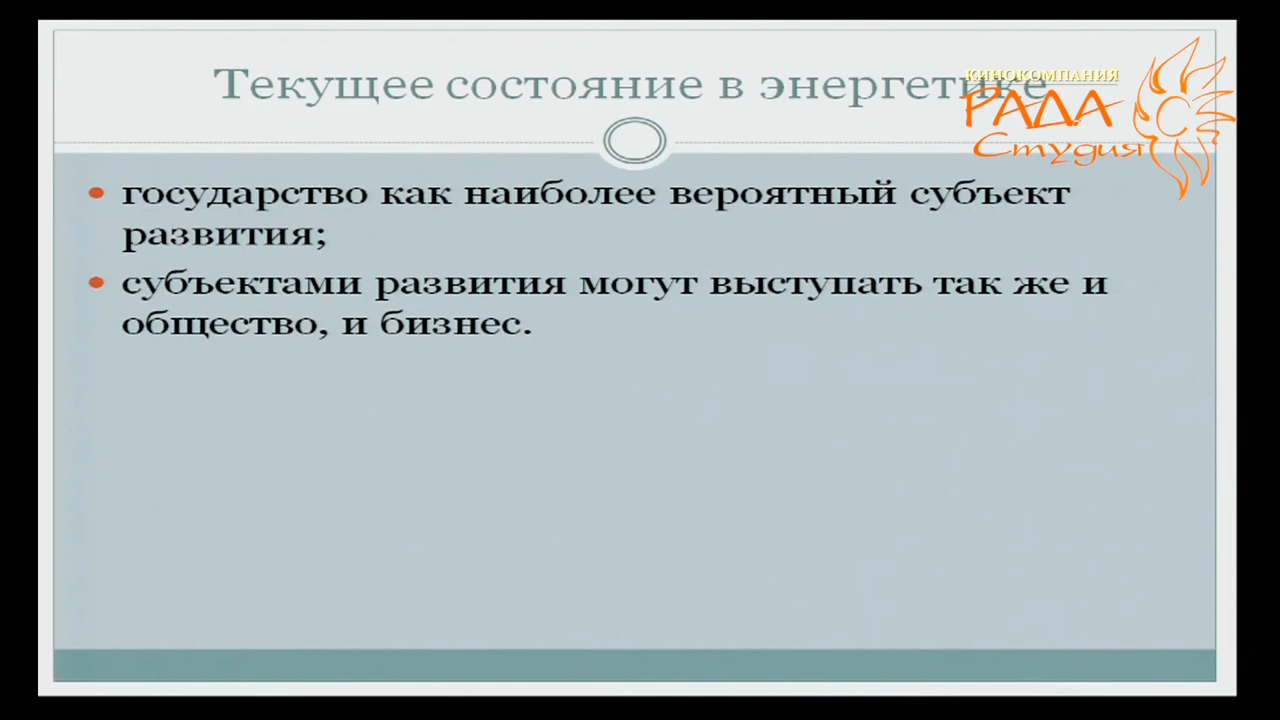 Текущее состояние в энергетике
КИНОКОМПАНИЯ
РАДА
Студия
государство как наиболее вероятный субъект
развития;
субъектами развития могут выступать так же и
общество, и бизнес.